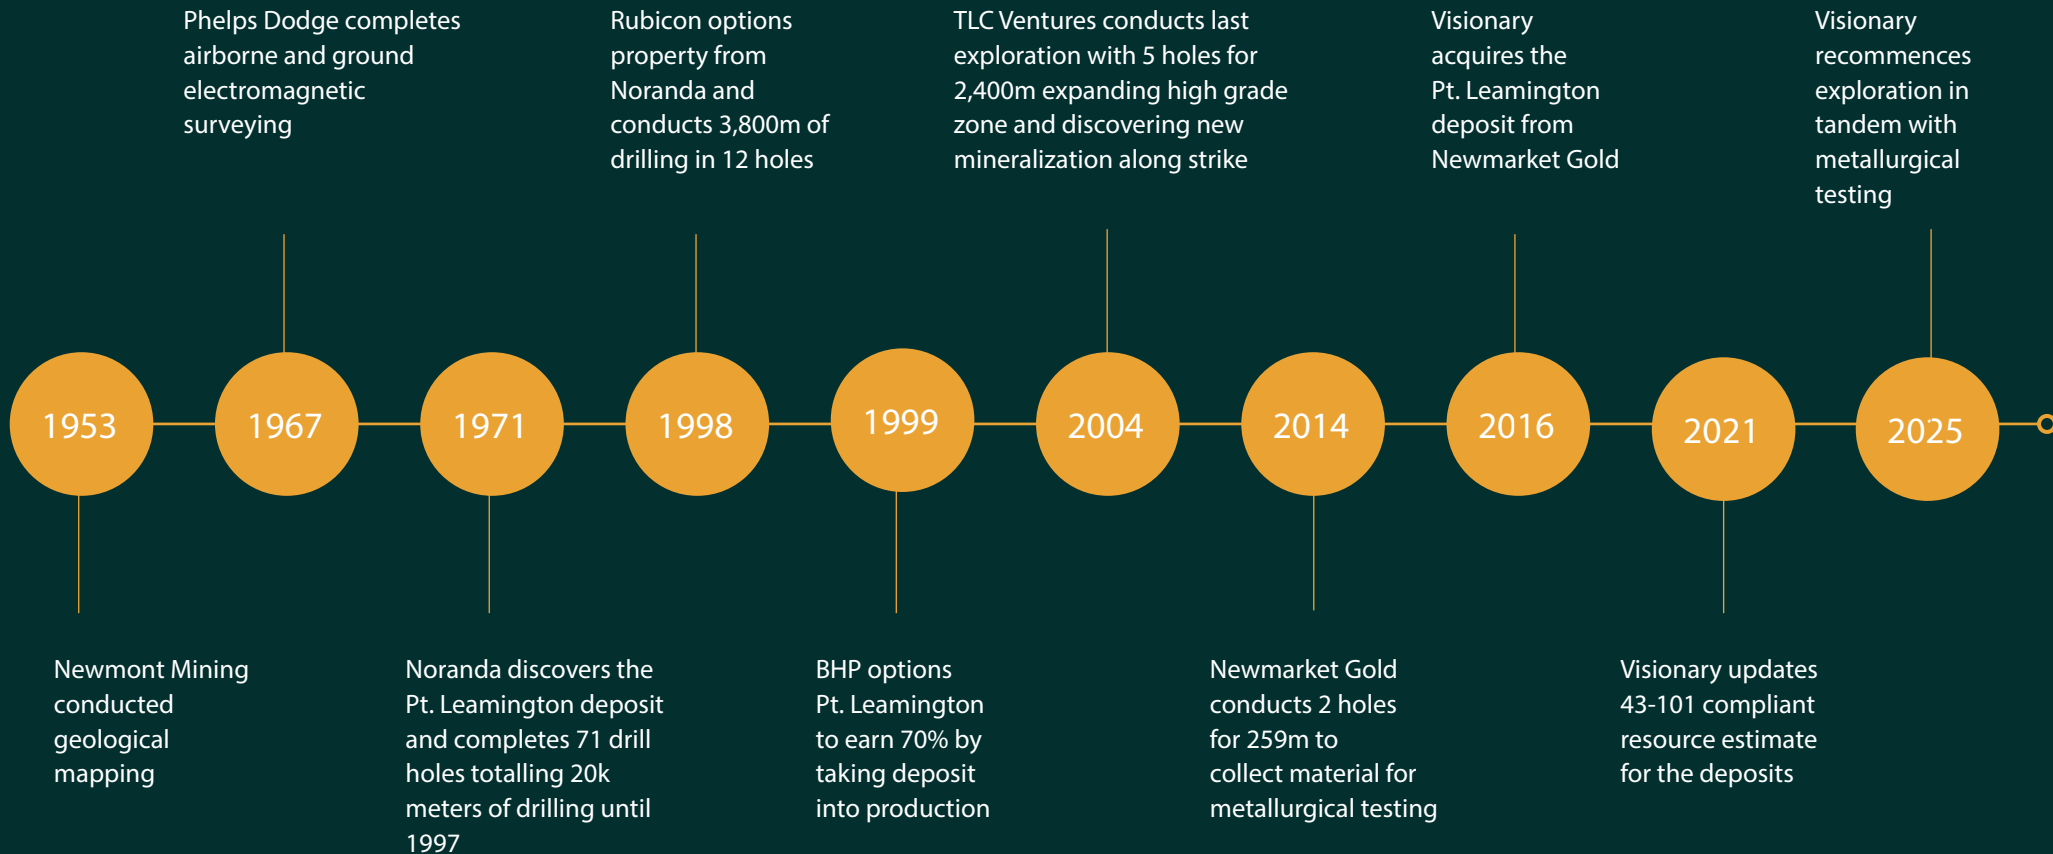 Phelps Dodge completes
airborne and ground
electromagnetic
surveying
Rubicon options
property from
Noranda and
conducts 3,800m of
drilling in 12 holes
TLC Ventures conducts last
exploration with 5 holes for
2,400m expanding high grade
zone and discovering new
mineralization along strike
Visionary
acquires the
Pt. Leamington
deposit from
Newmarket Gold
Visionary
recommences
exploration in
tandem with
metallurgical
testing
1953
1967
1971
1998
1999
2004
2014
2016
2021
2025
Newmont Mining
conducted
geological
mapping
Noranda discovers the
Pt. Leamington deposit
and completes 71 drill
holes totalling 20k
meters of drilling until
1997
BHP options
Pt. Leamington
to earn 70% by
taking deposit
into production
Newmarket Gold
conducts 2 holes
for 259m to
collect material for
metallurgical testing
Visionary updates
43-101 compliant
resource estimate
for the deposits